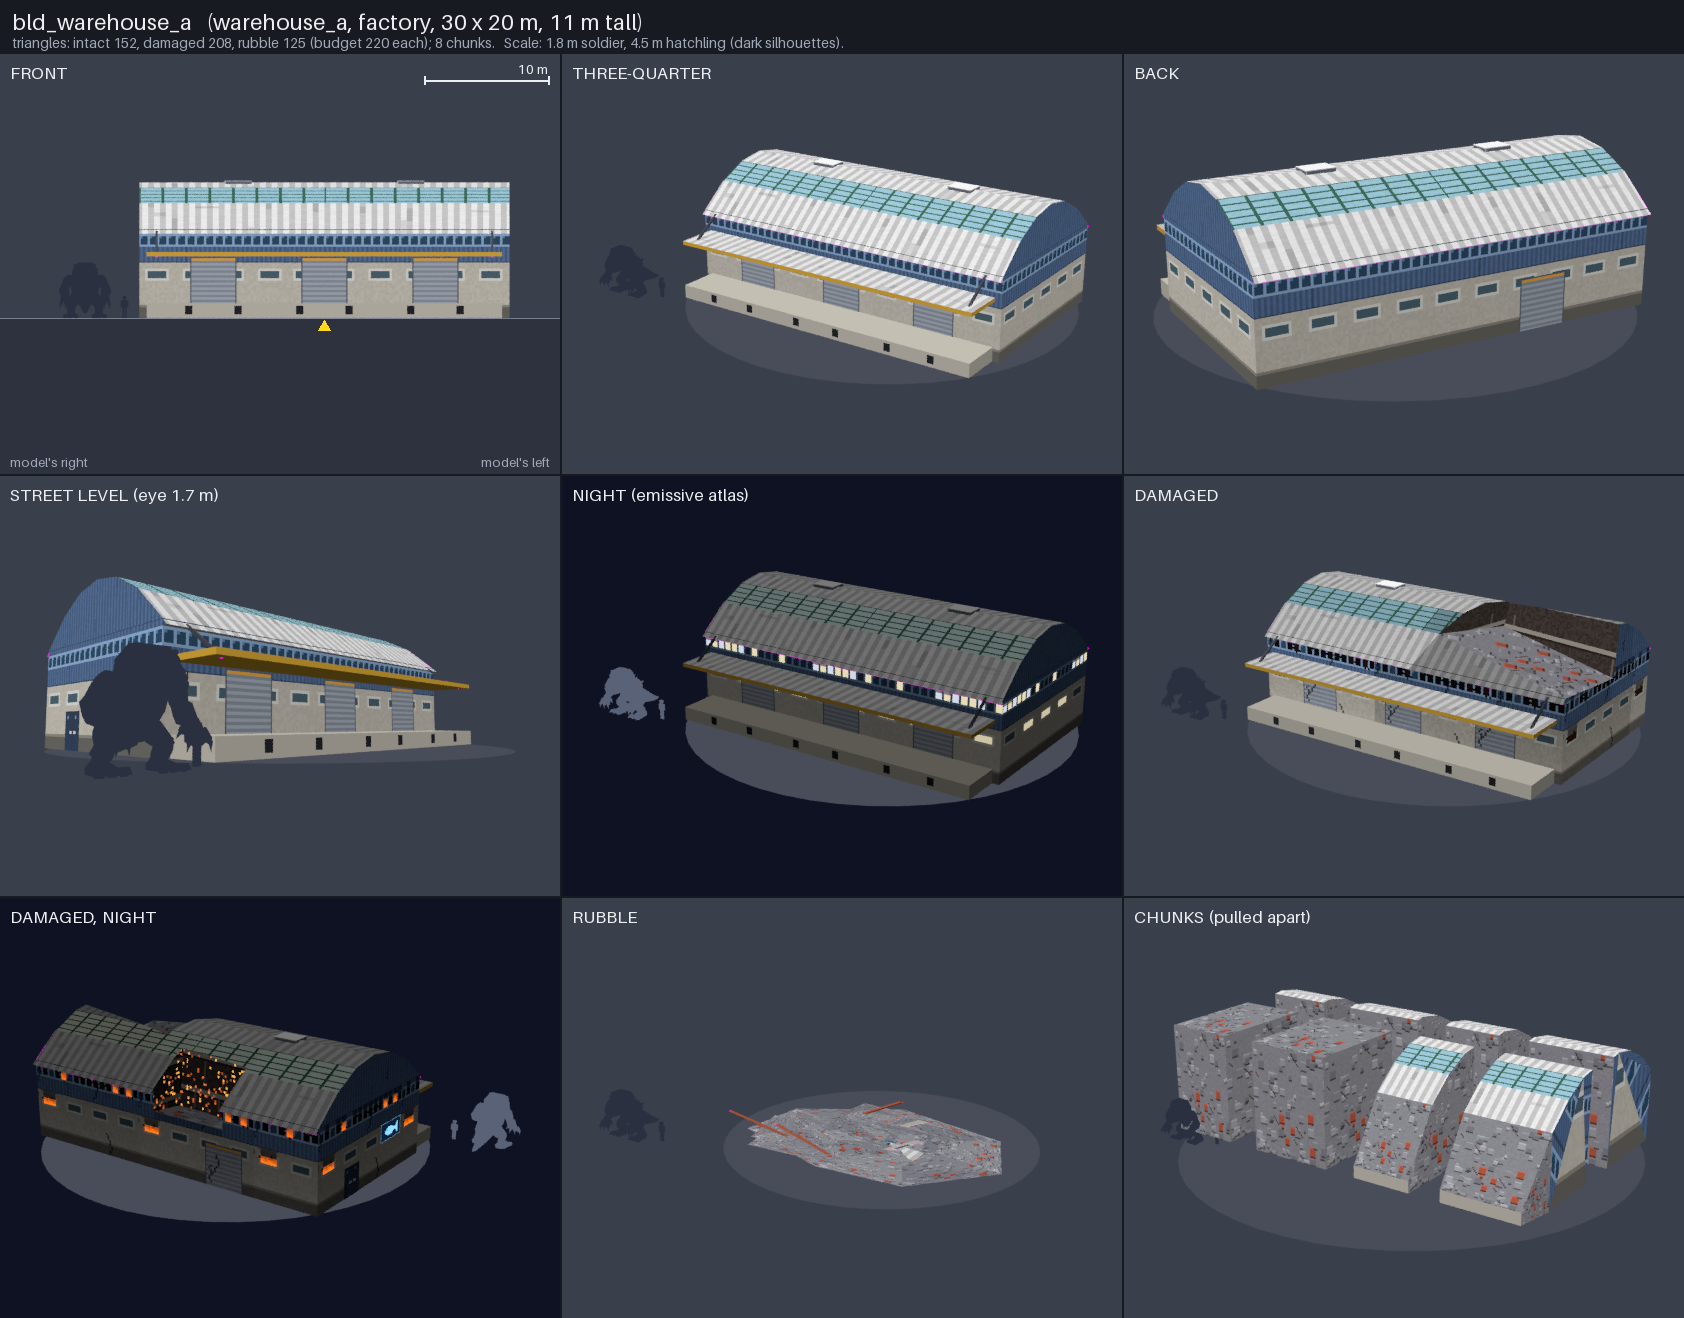 bld_warehouse_a (warehouse_a, factory, 30 x 20 m, 11 m tall)
triangles: intact 152, damaged 208, rubble 125 (budget 220 each); 8 chunks. Scale: 1.8 m soldier, 4.5 m hatchling (dark silhouettes).
FRONT
10 m
model's right
model's left
THREE-QUARTER
BACK
STREET LEVEL (eye 1.7 m)
NIGHT (emissive atlas)
DAMAGED
DAMAGED, NIGHT
RUBBLE
CHUNKS (pulled apart)